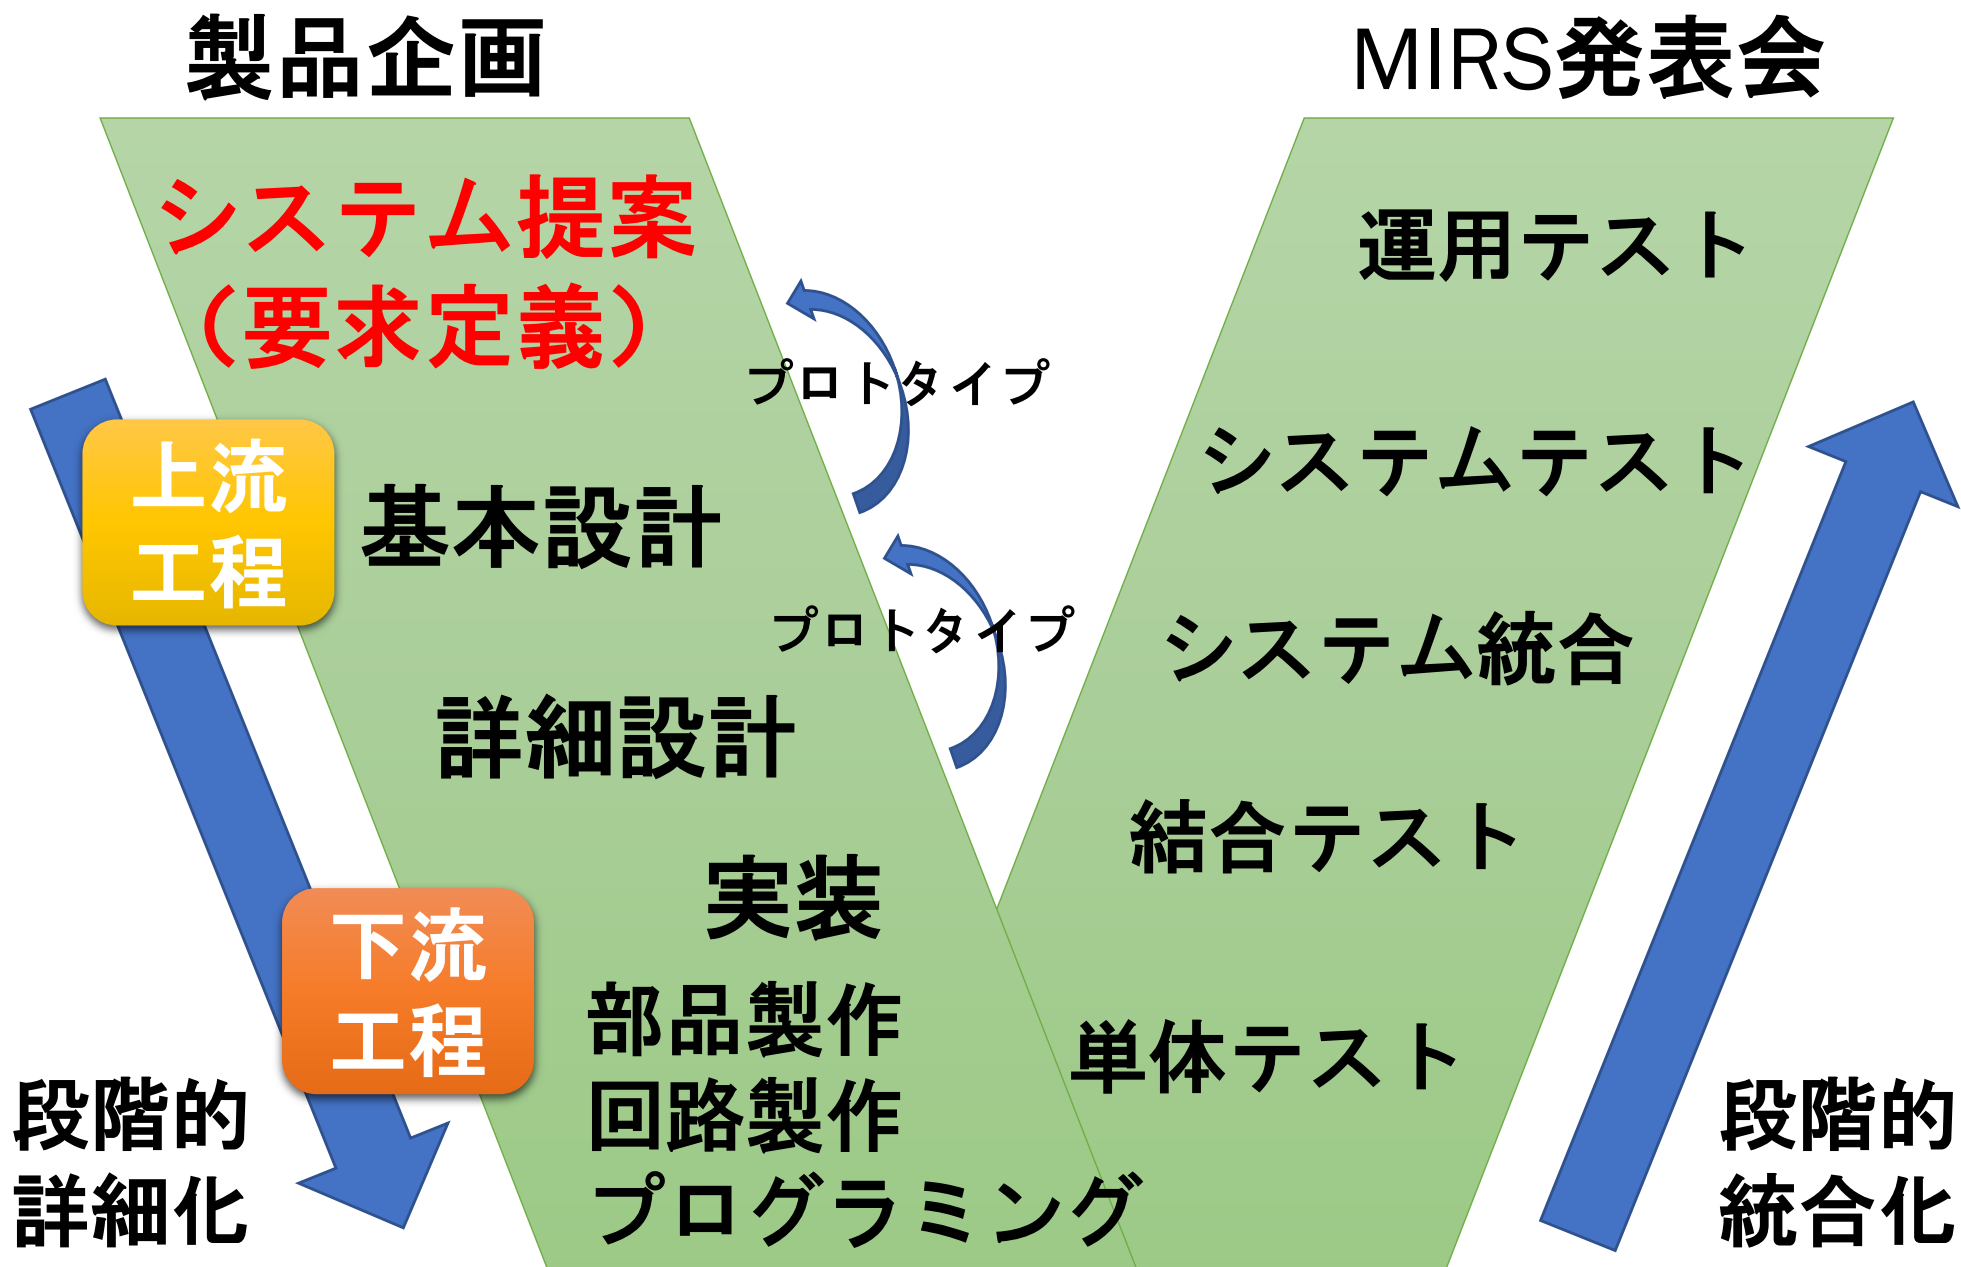 製品企画
MIRS発表会
システム提案
（要求定義）
上流
工程
基本設計
詳細設計
プロトタイプ
プロトタイプ
下流
工程
実装
部品製作
回路製作
プログラミング
段階的
詳細化
運用テスト
システムテスト
システム統合
結合テスト
単体テスト
段階的
統合化